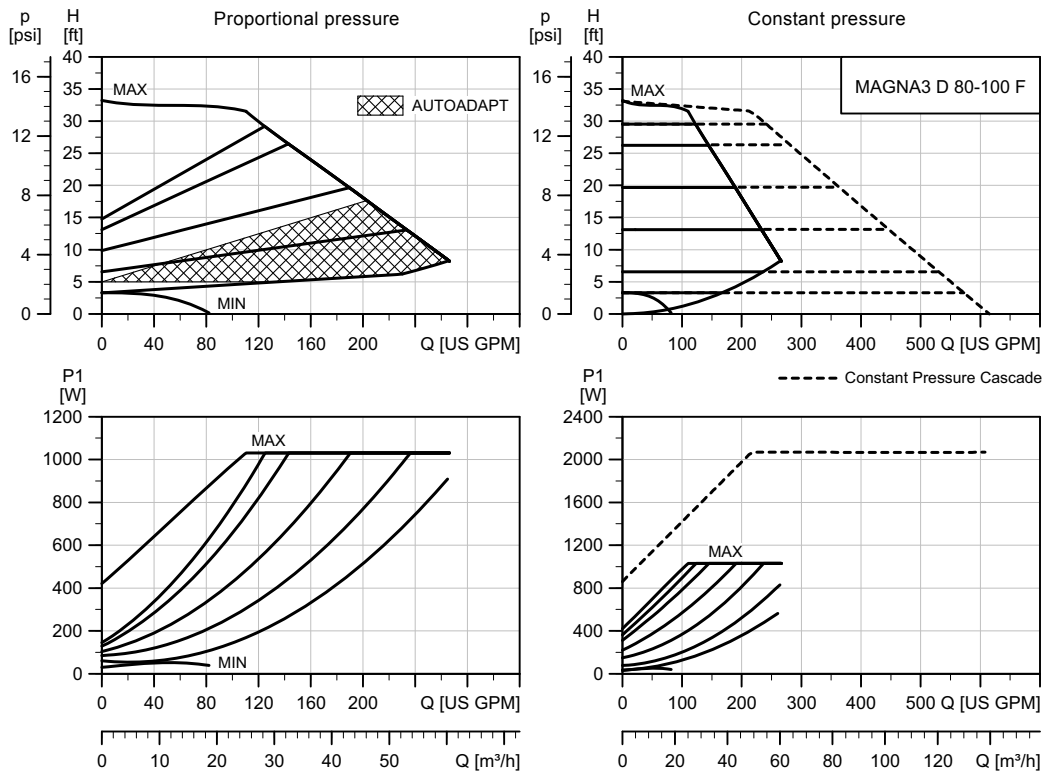 p
[psi]
H
[ft]
Proportional pressure
16
12
8
4
0
40
35
30
25
20
15
10
5
0
MAX
AUTOADAPT
MIN
0 40 80 120 160 200 Q [US GPM]
p
[psi]
H
[ft]
Constant pressure
16
12
8
4
0
40
35
30
25
20
15
10
5
0
MAX
MAGNA3 D 80-100 F
0 100 200 300 400 500 Q [US GPM]
Constant Pressure Cascade
P1
[W]
1200
1000
800
600
400
200
0
MAX
MIN
0 40 80 120 160 200 Q [US GPM]
0 10 20 30 40 50 Q [m³/h]
P1
[W]
2400
2000
1600
1200
800
400
0
MAX
0 100 200 300 400 500 Q [US GPM]
0 20 40 60 80 100 120 Q [m³/h]